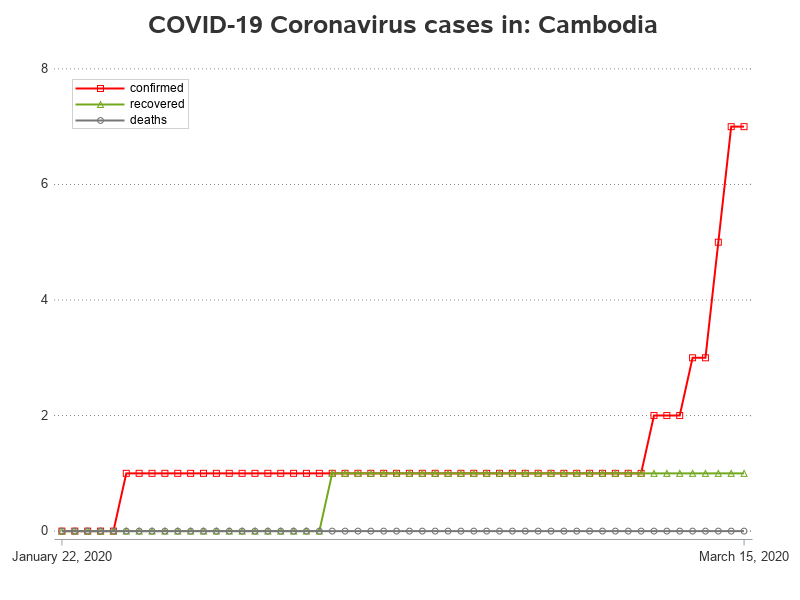 COVID-19 Coronavirus cases in: Cambodia
8
confirmed
recovered
deaths
6
4
2
0
January 22, 2020
March 15, 2020